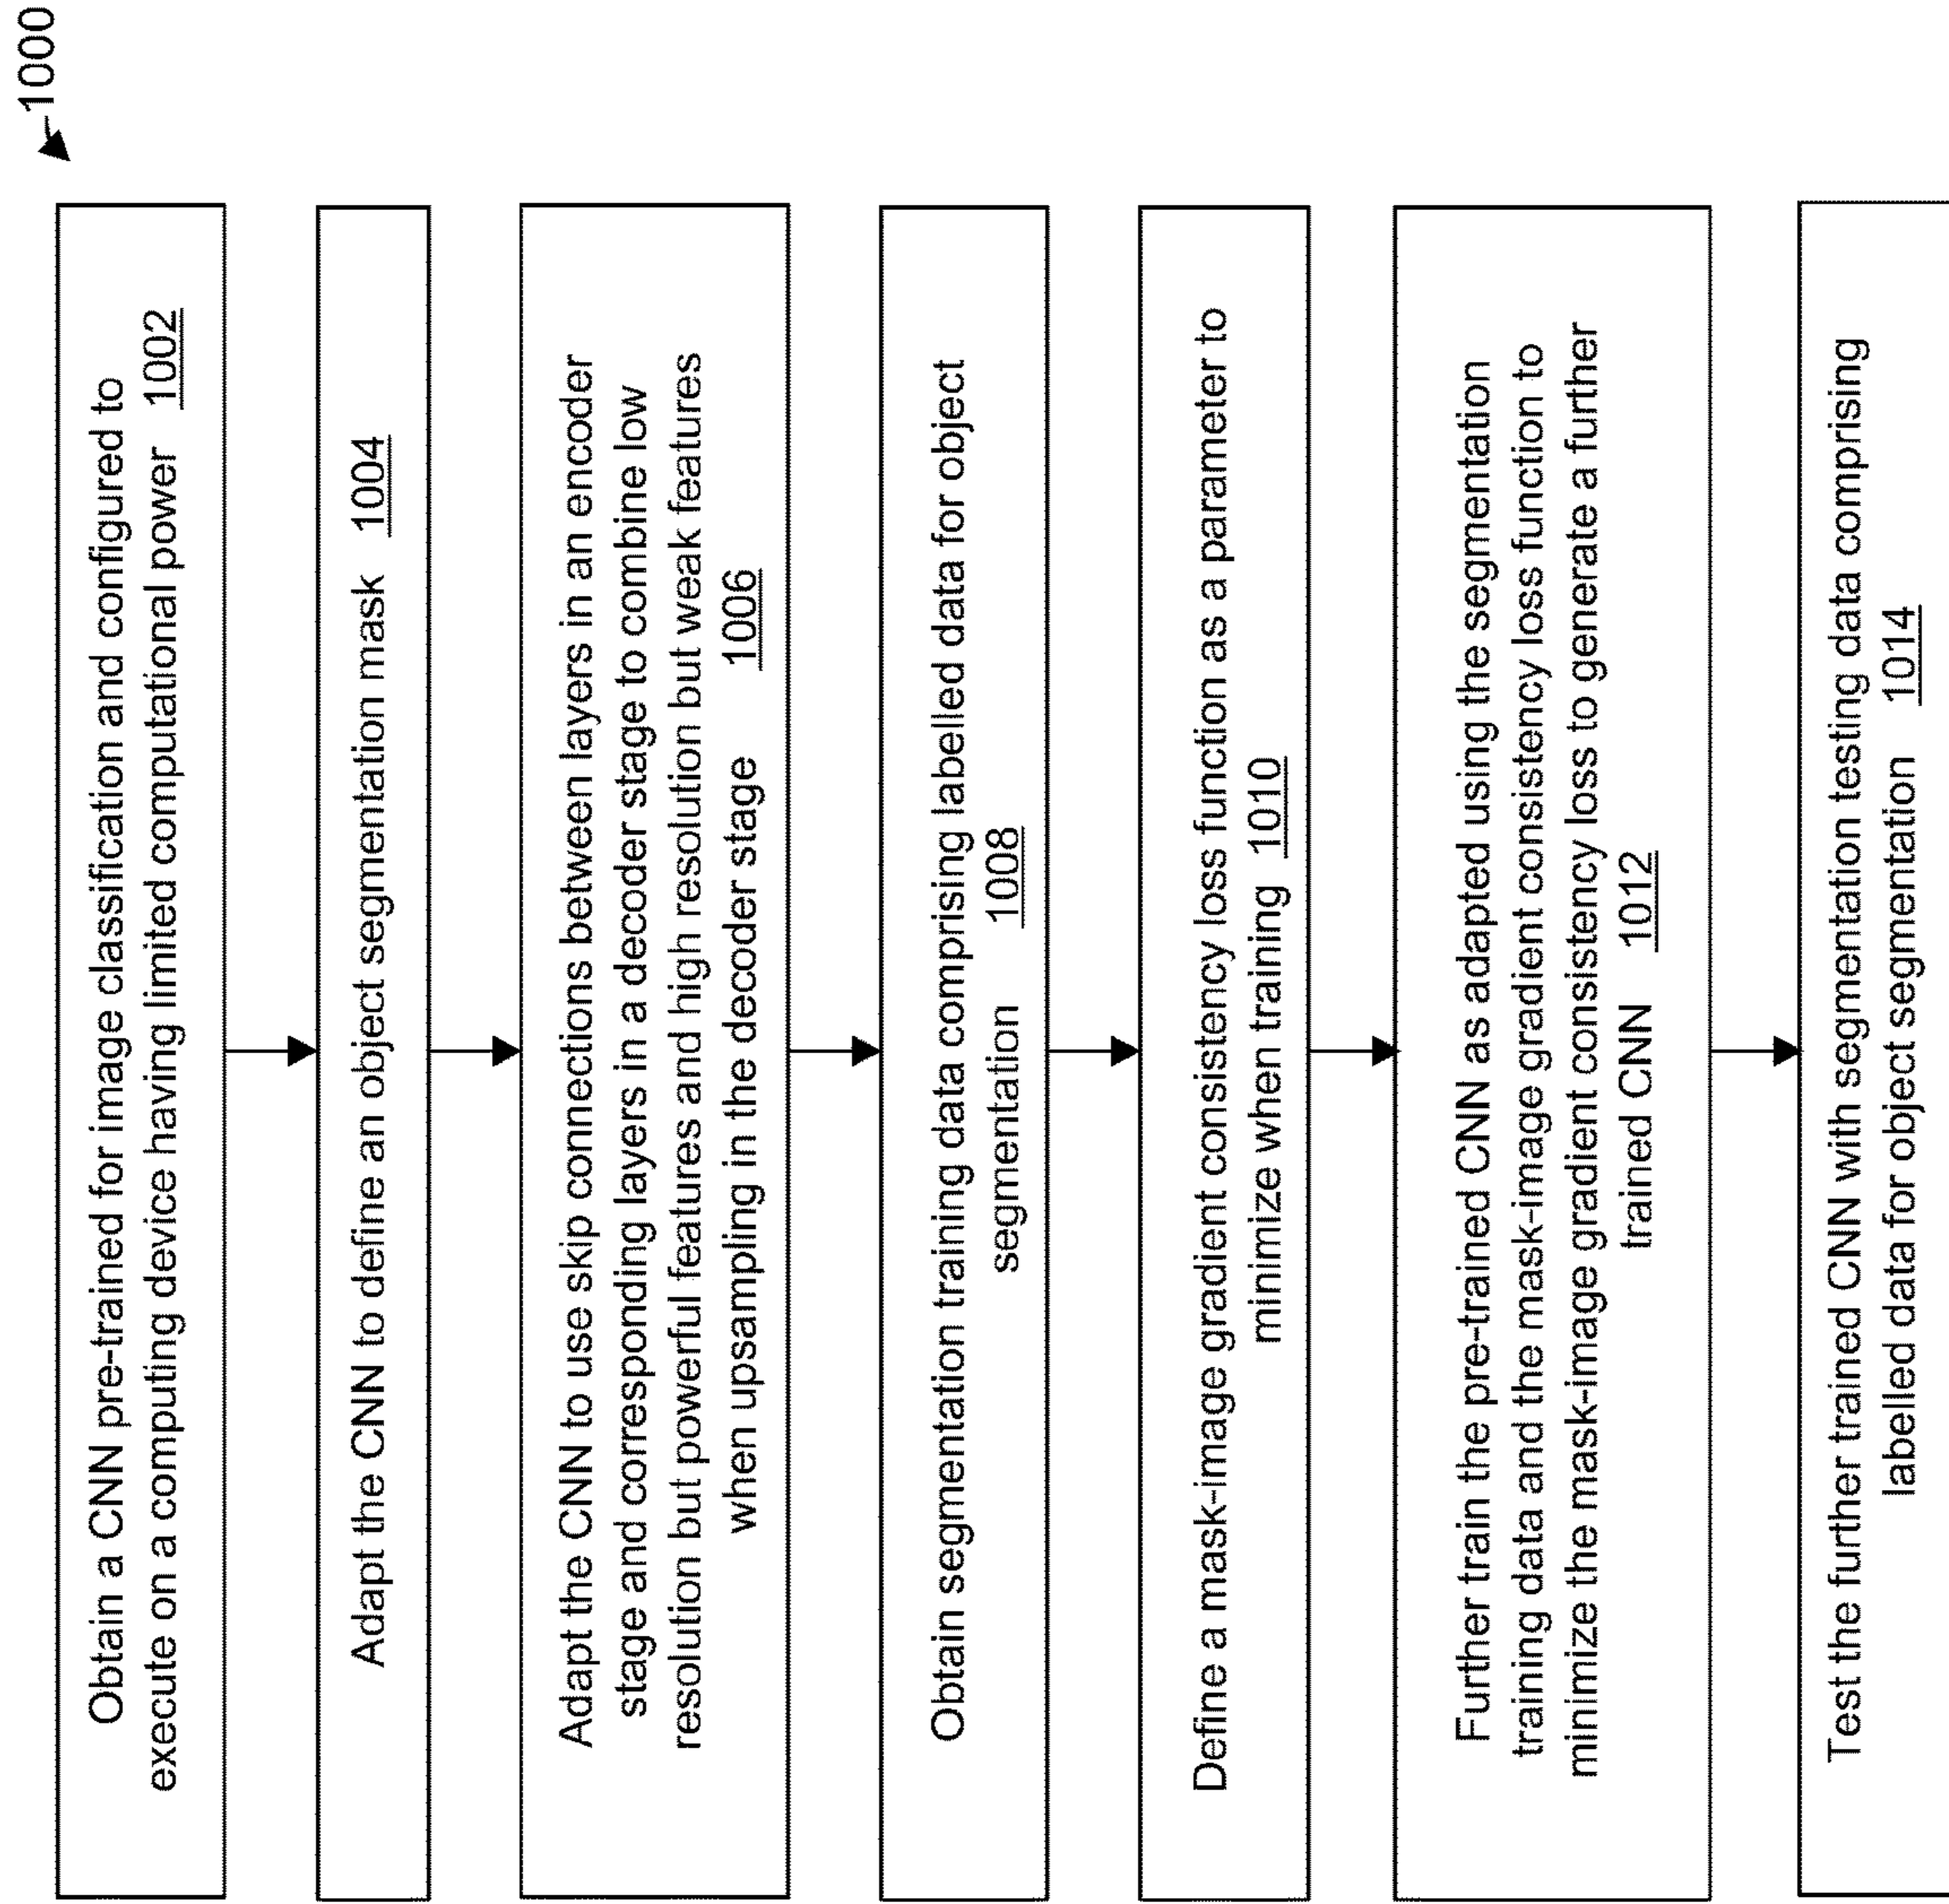 1000
Obtain a CNN pre-trained for image classification and configured to
execute on a computing device having limited computational power 1002
Adapt the CNN to define an object segmentation mask 1004
Adapt the CNN to use skip connections between layers in an encoder
stage and corresponding layers in a decoder stage to combine low
resolution but powerful features and high resolution but weak features
when upsampling in the decoder stage 1006
Obtain segmentation training data comprising labelled data for object
segmentation 1008
Define a mask-image gradient consistency loss function as a parameter to
minimize when training 1010
Further train the pre-trained CNN as adapted using the segmentation
training data and the mask-image gradient consistency loss function to
minimize the mask-image gradient consistency loss to generate a further
trained CNN 1012
Test the further trained CNN with segmentation testing data comprising
labelled data for object segmentation 1014